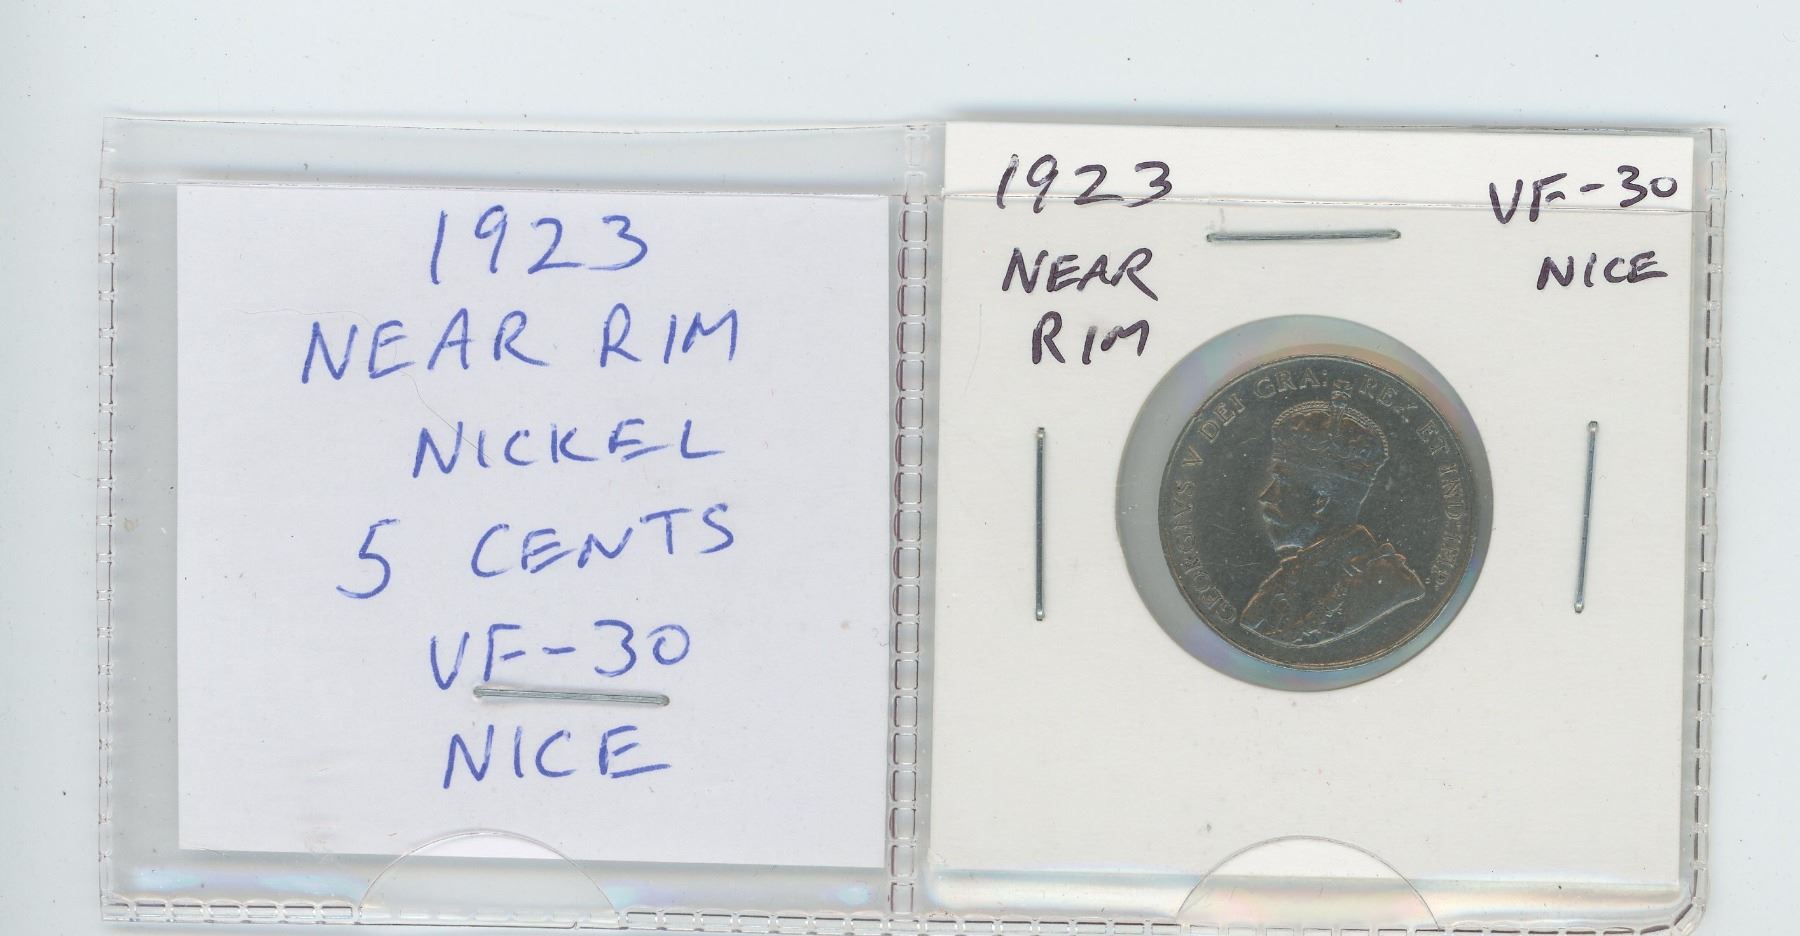 1923
NEAR RIM
NICKEL
5 CENTS
VF-30
NICE
1923
NEAR
RIM
VF-30
NICE
GEORGIVS V DEI GRA: REX ET IND:IMP: